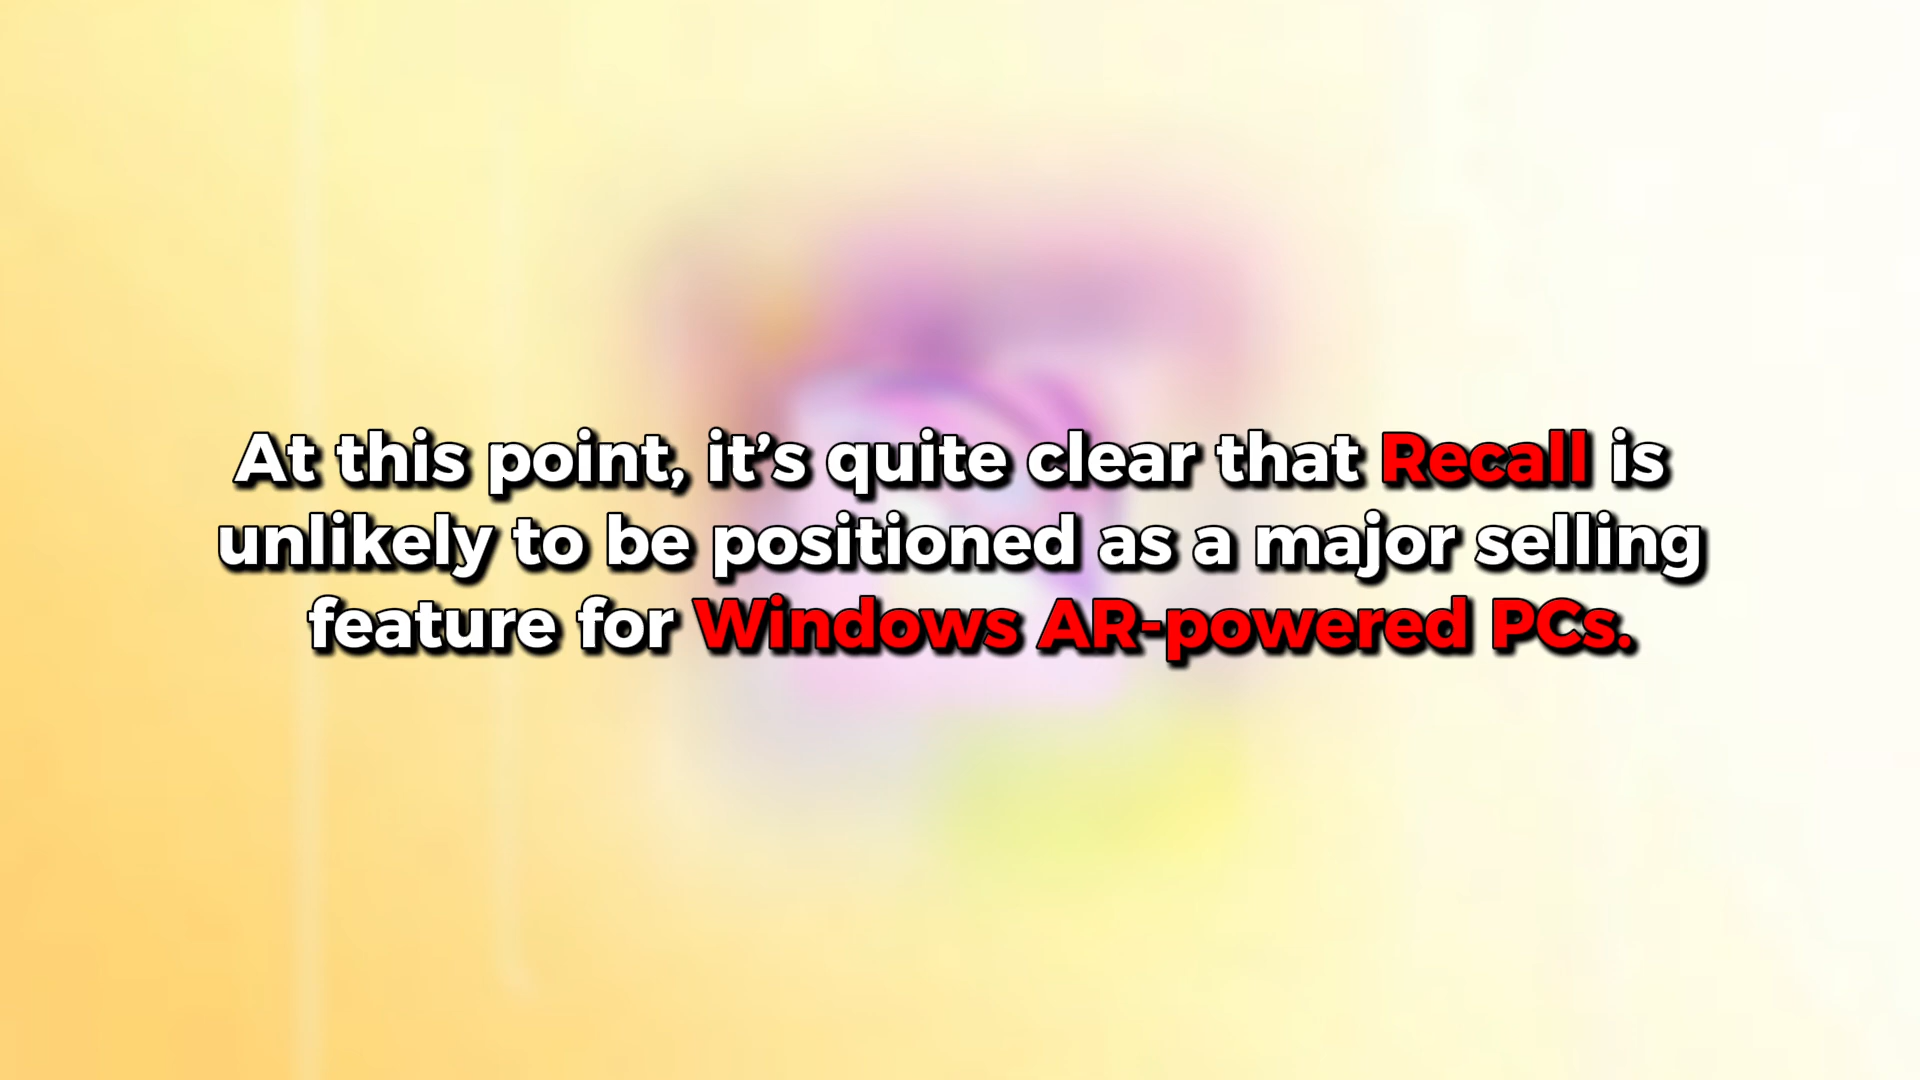 At this point, it’s quite clear that Recall is
unlikely to be positioned as a major selling
feature for Windows AR-powered PCs.